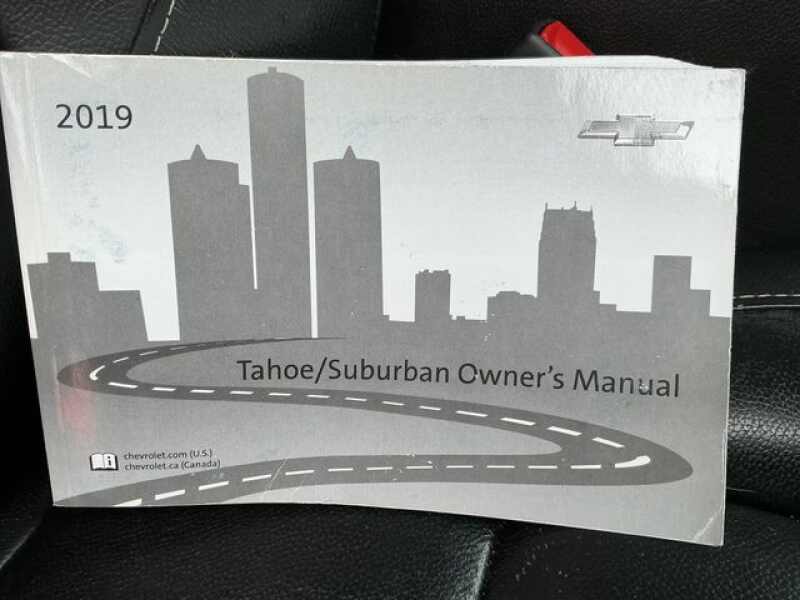 2019
Tahoe/Suburban Owner's Manual
chevrolet.com (U.S.)
chevrolet.ca (Canada)